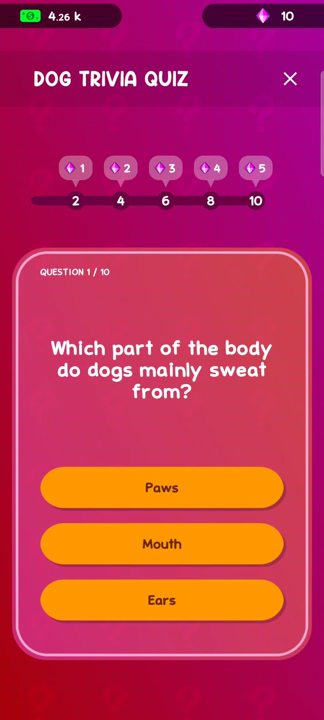 4.26 k
10
DOG TRIVIA QUIZ
1 2 3 4 5
2 4 6 8 10
QUESTION 1 / 10
Which part of the body
do dogs mainly sweat
from?
Paws
Mouth
Ears